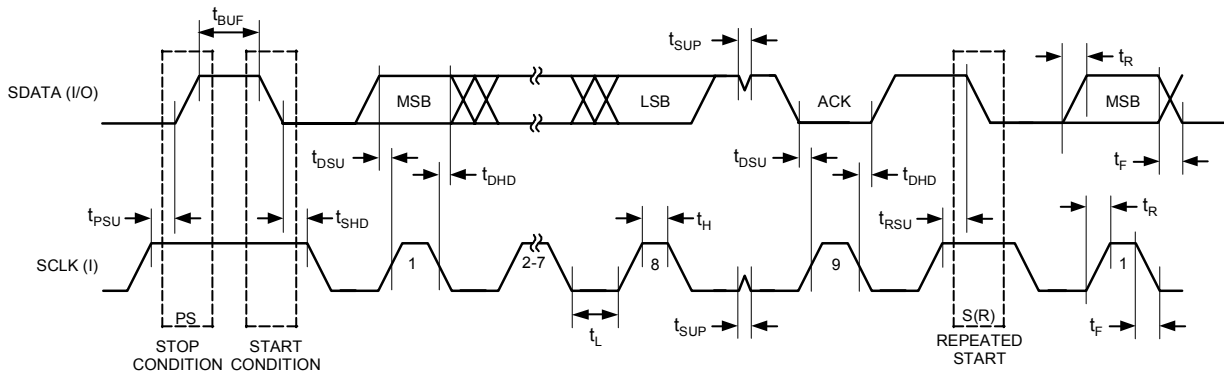 tBUF
tSUP
tR
SDATA (I/O)
MSB
LSB
ACK
MSB
tDSU
tDHD
tDSU
tDHD
tF
tPSU
tSHD
tH
tRSU
tR
SCLK (I)
1
2-7
8
9
1
tL
tSUP
tF
PS
S(R)
STOP CONDITION
START CONDITION
REPEATED START